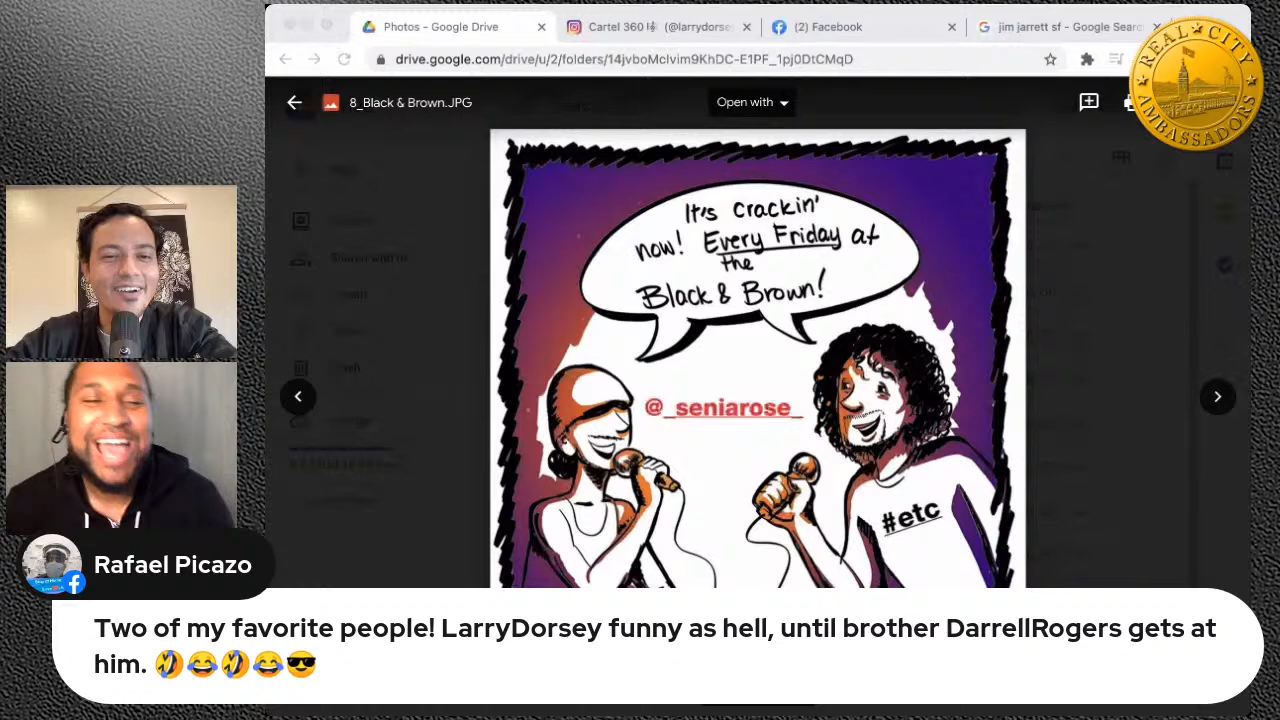 Photos - Google Drive
Cartel 360
(@larrydorse
(2) Facebook
jim jarrett sf - Google Sear
drive.google.com/drive/u/2/folders/14jvboMclvim9KhDC-E1PF_1pj0DtCMqD
REAL CITY
AMBASSADORS
8_Black & Brown.JPG
Open with
It's crackin'
now! Every Friday at
the
Black & Brown!
@_seniarose_
#etc
Rafael Picazo
Two of my favorite people! LarryDorsey funny as hell, until brother DarrellRogers gets at
him. 🤣😂🤣😂😎